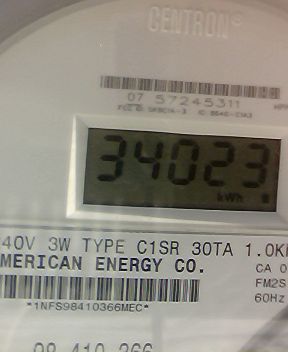 CENTRON®
07 57245311
34023
kWh
40V 3W TYPE C1SR 30TA 1.0K
MERICAN ENERGY CO.
CA 0
FM2S
60Hz
*1NFS98410366MEC*
98 410 366